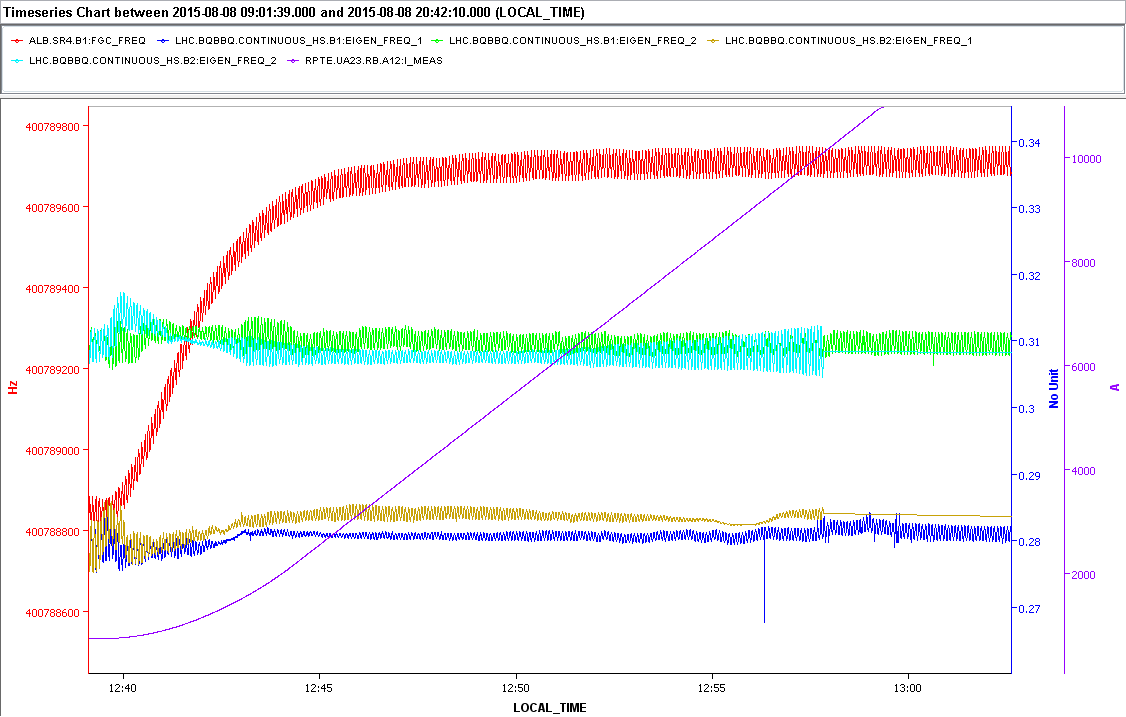 Timeseries Chart between 2015-08-08 09:01:39.000 and 2015-08-08 20:42:10.000 (LOCAL_TIME)
ALB.SR4.B1:FGC_FREQ LHC.BQBBQ.CONTINUOUS_HS.B1:EIGEN_FREQ_1 LHC.BQBBQ.CONTINUOUS_HS.B1:EIGEN_FREQ_2 LHC.BQBBQ.CONTINUOUS_HS.B2:EIGEN_FREQ_1
LHC.BQBBQ.CONTINUOUS_HS.B2:EIGEN_FREQ_2 RPTE.UA23.RB.A12:I_MEAS
400789800
400789600
400789400
400789200
400789000
400788800
400788600
Hz
0.34
0.33
0.32
0.31
0.3
0.29
0.28
0.27
No Unit
10000
8000
6000
4000
2000
A
12:40 12:45 12:50 12:55 13:00
LOCAL_TIME